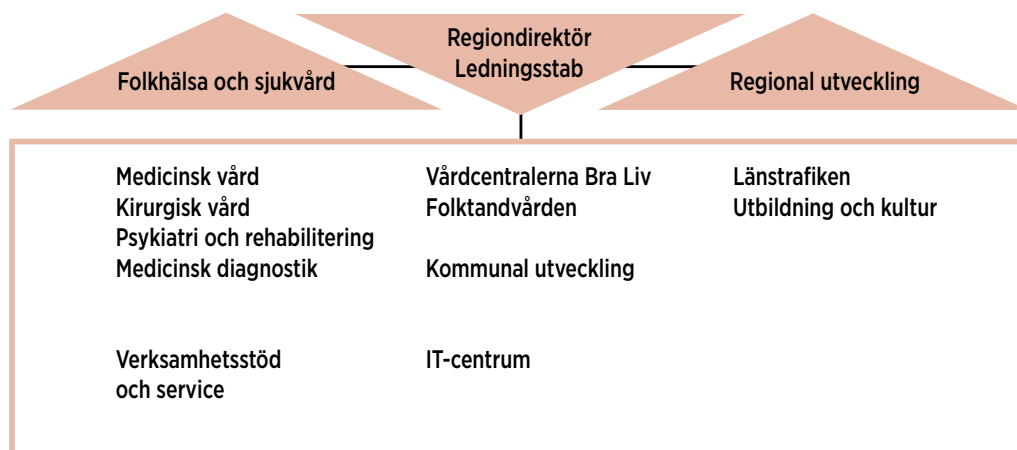 Folkhälsa och sjukvård
Regiondirektör
Ledningsstab
Regional utveckling
Medicinsk vård
Kirurgisk vård
Psykiatri och rehabilitering
Medicinsk diagnostik
Verksamhetsstöd
och service
Vårdcentralerna Bra Liv
Folktandvården
Kommunal utveckling
IT-centrum
Länstrafiken
Utbildning och kultur